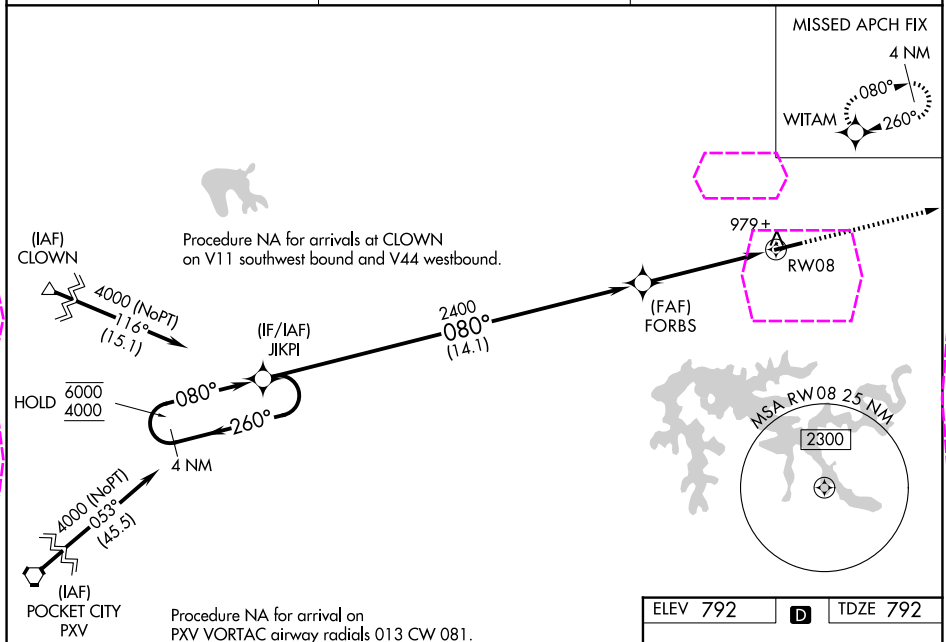 MISSED APCH FIX
4 NM
080°
WITAM
260°
979
RW08
Procedure NA for arrivals at CLOWN
on V11 southwest bound and V44 westbound.
(IAF)
CLOWN
4000 (NoPT)
116°
(15.1)
(IF/IAF)
JIKPI
2400
080°
(14.1)
(FAF)
FORBS
HOLD
6000
4000
080°
260°
4 NM
MSA RW08 25 NM
2300
4000 (NoPT)
053°
(45.5)
(IAF)
POCKET CITY
PXV
Procedure NA for arrival on
PXV VORTAC airway radials 013 CW 081.
ELEV 792
D
TDZE 792